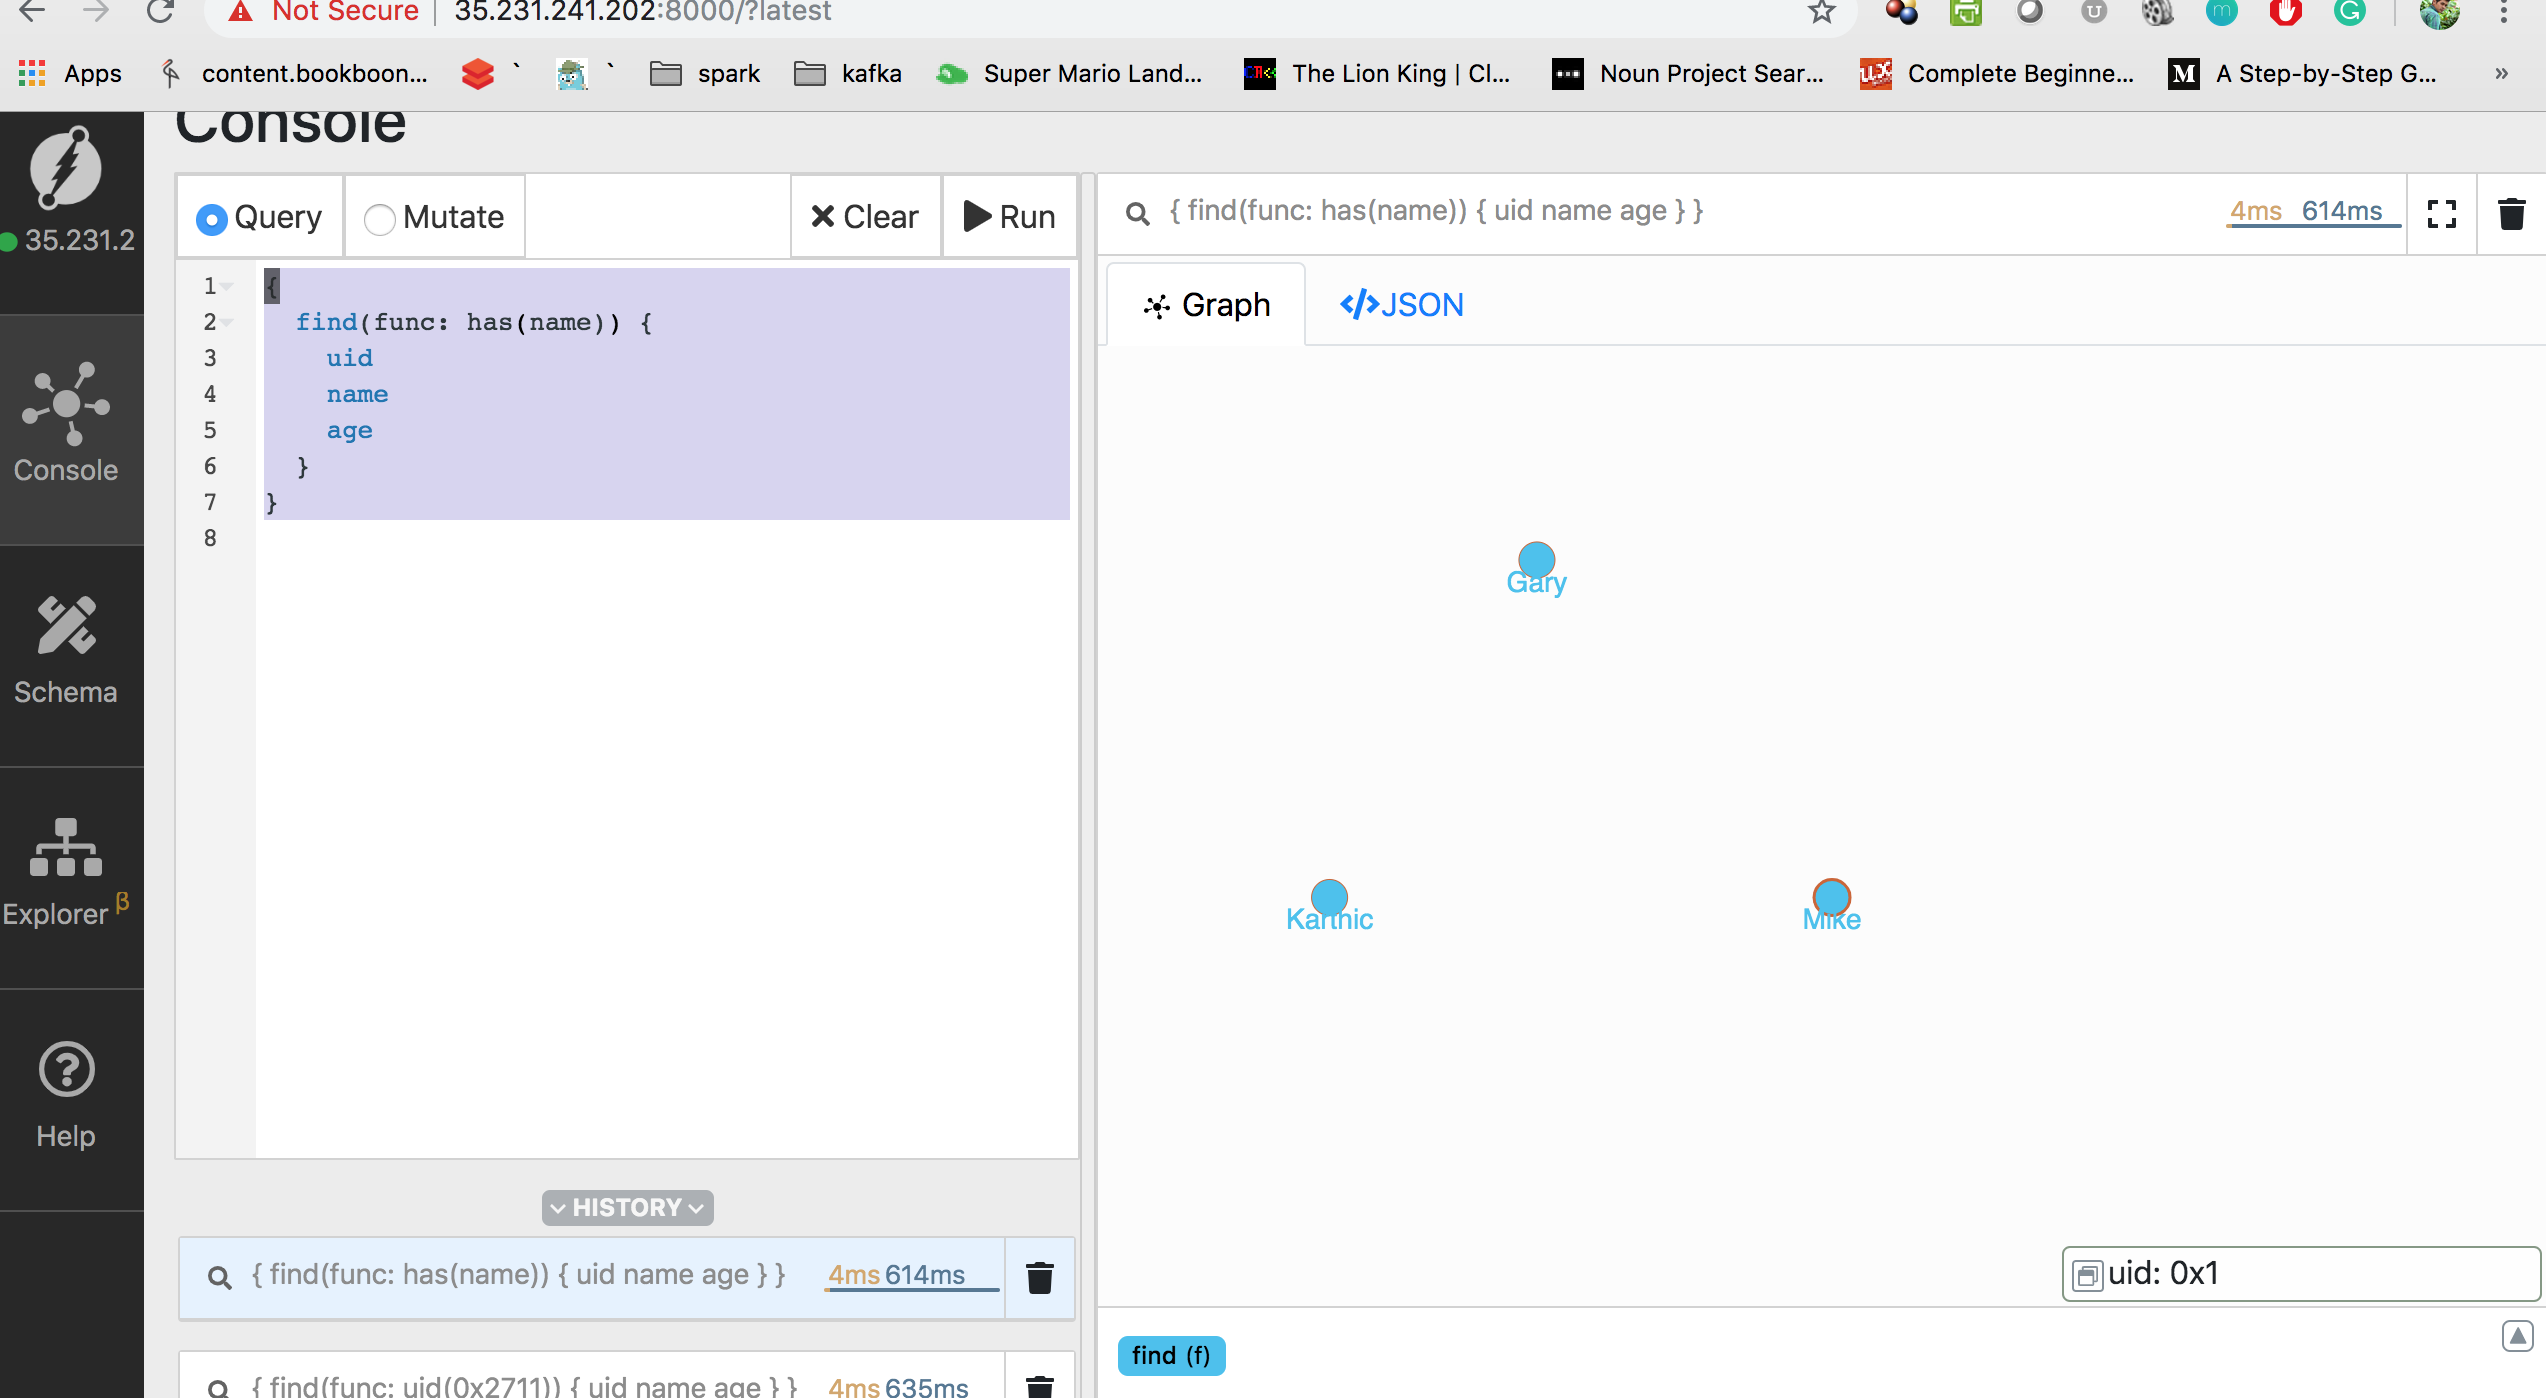 Not Secure | 35.231.241.202:8000/?latest
Apps content.bookboon... ` ` spark kafka Super Mario Land... The Lion King | Cl... Noun Project Sear... Complete Beginne... A Step-by-Step G... »
Console
35.231.2
Console
Schema
Explorer β
Help
Query Mutate Clear Run
1 {
2 find(func: has(name)) {
3 uid
4 name
5 age
6 }
7 }
8
HISTORY
{ find(func: has(name)) { uid name age } } 4ms 614ms
{ find(func: uid(0x2711)) { uid name age } } 4ms 635ms
{ find(func: has(name)) { uid name age } } 4ms 614ms
Graph </>JSON
Gary
Karthic
Mike
uid: 0x1
find (f)